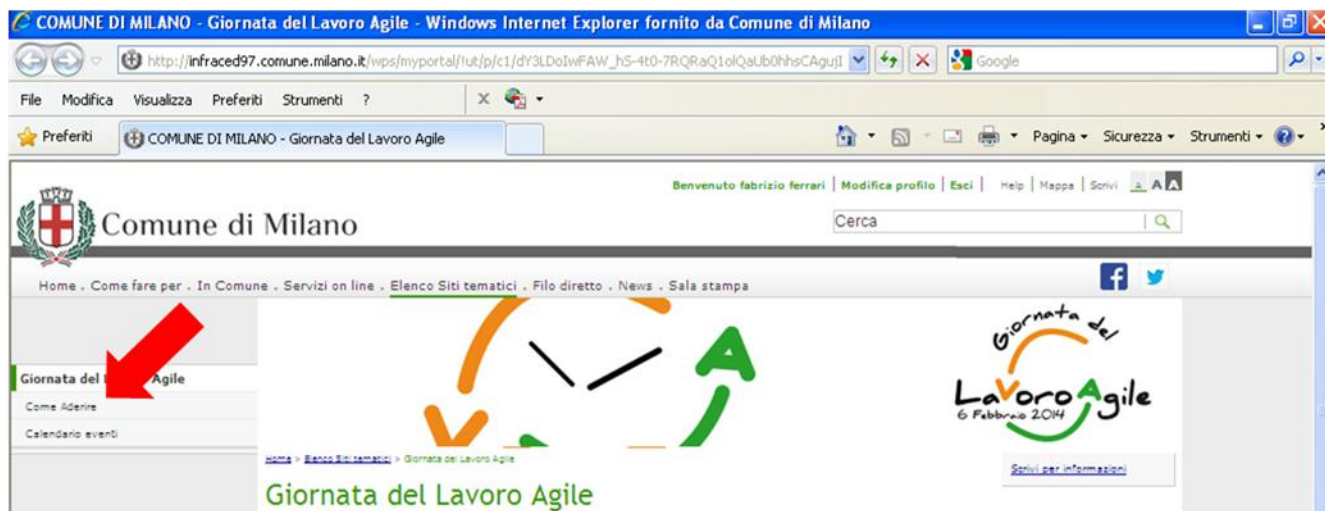 COMUNE DI MILANO - Giornata del Lavoro Agile - Windows Internet Explorer fornito da Comune di Milano
http://infraced97.comune.milano.it/wps/myportal/!ut/p/c1/
Google
File Modifica Visualizza Preferiti Strumenti ?
Preferiti
COMUNE DI MILANO - Giornata del Lavoro Agile
Pagina Sicurezza Strumenti
Benvenuto fabrizio ferrari | Modifica profilo | Esci | Help | Mappa | Scrivi A A A
Comune di Milano
Cerca
Home . Come fare per . In Comune . Servizi on line . Elenco Siti tematici . Filo diretto . News . Sala stampa
Giornata del
LavoroAgile
6 Febbraio 2014
Giornata del Agile
Come Aderire
Calendario eventi
Home > Elenco Siti tematici > Giornata del Lavoro Agile
Scrivi per informazioni
Giornata del Lavoro Agile